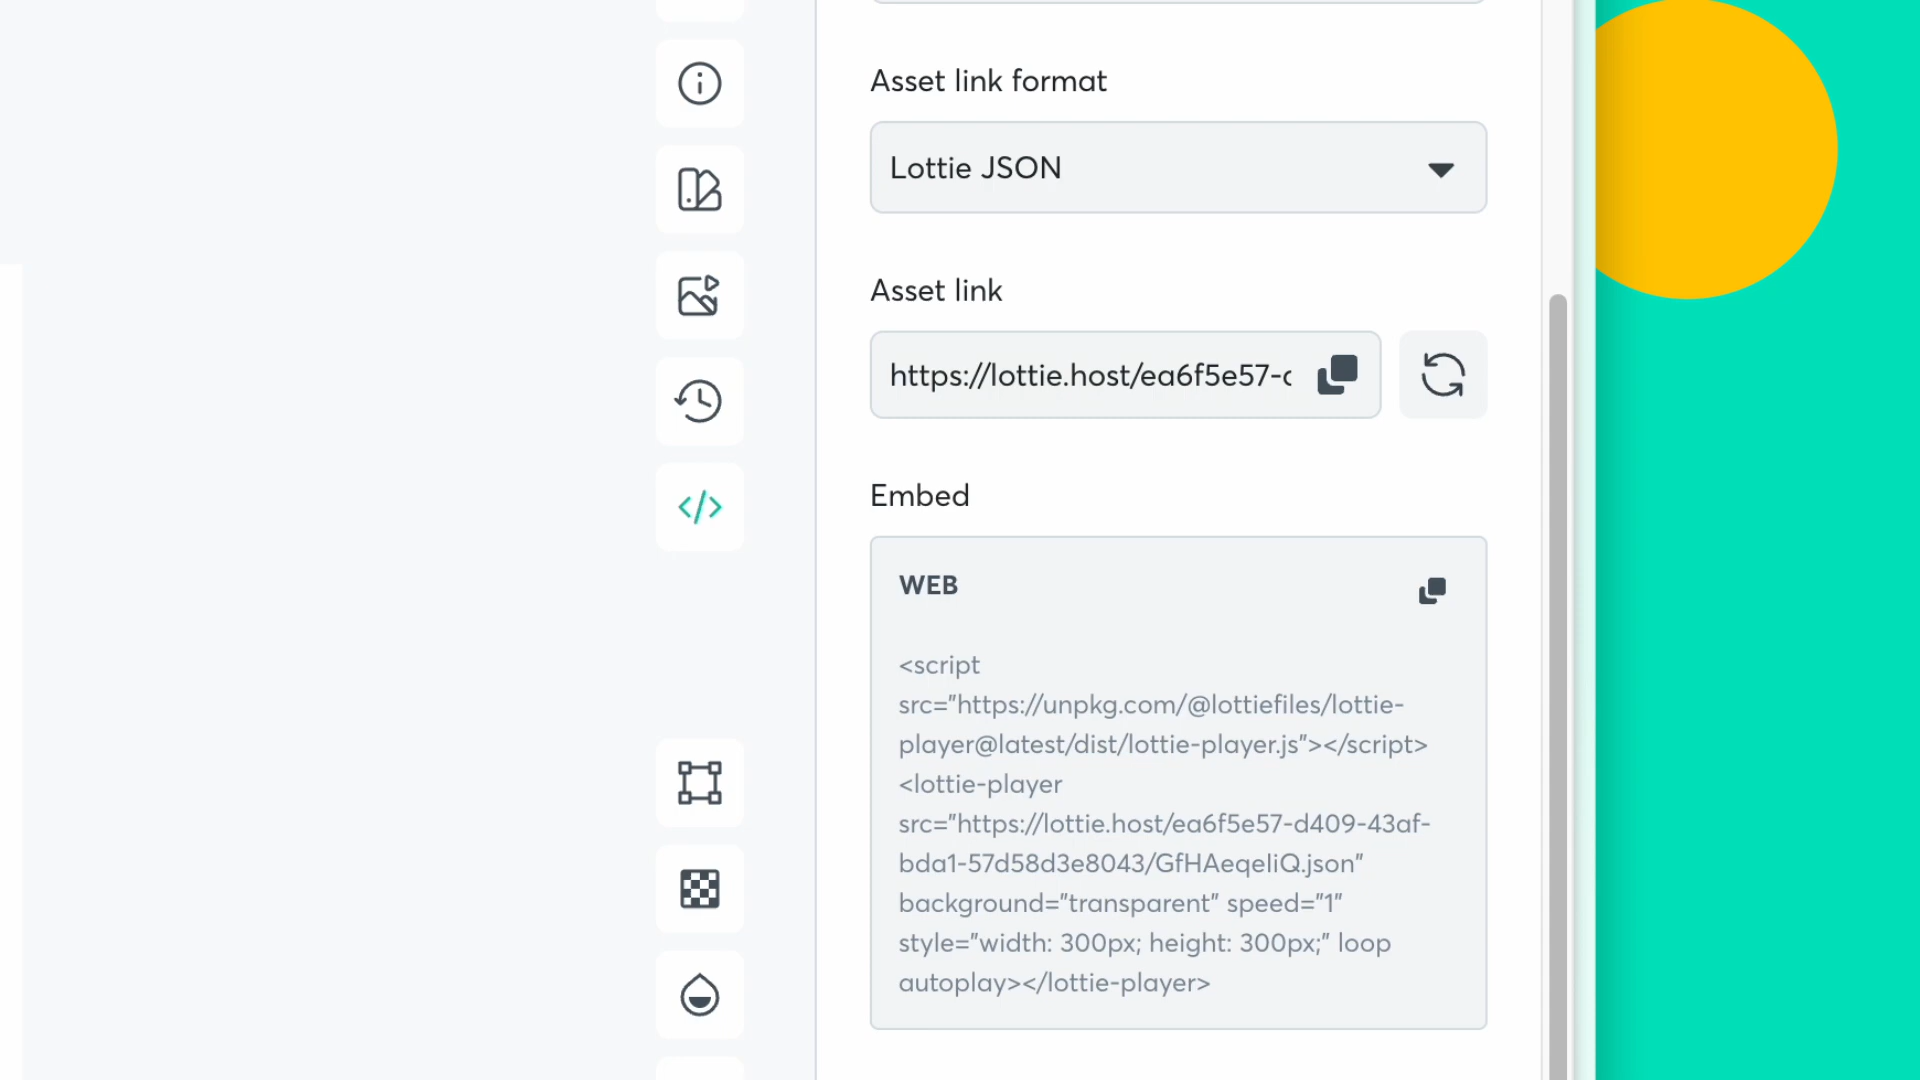 Asset link format
Lottie JSON
Asset link
https://lottie.host/ea6f5e57-
Embed
WEB
<script
src="https://unpkg.com/@lottiefiles/lottie-
player@latest/dist/lottie-player.js"></script>
<lottie-player
src="https://lottie.host/ea6f5e57-d409-43af-
bda1-57d58d3e8043/GfHAeqeIiQ.json"
background="transparent" speed="1"
style="width: 300px; height: 300px;" loop
autoplay></lottie-player>